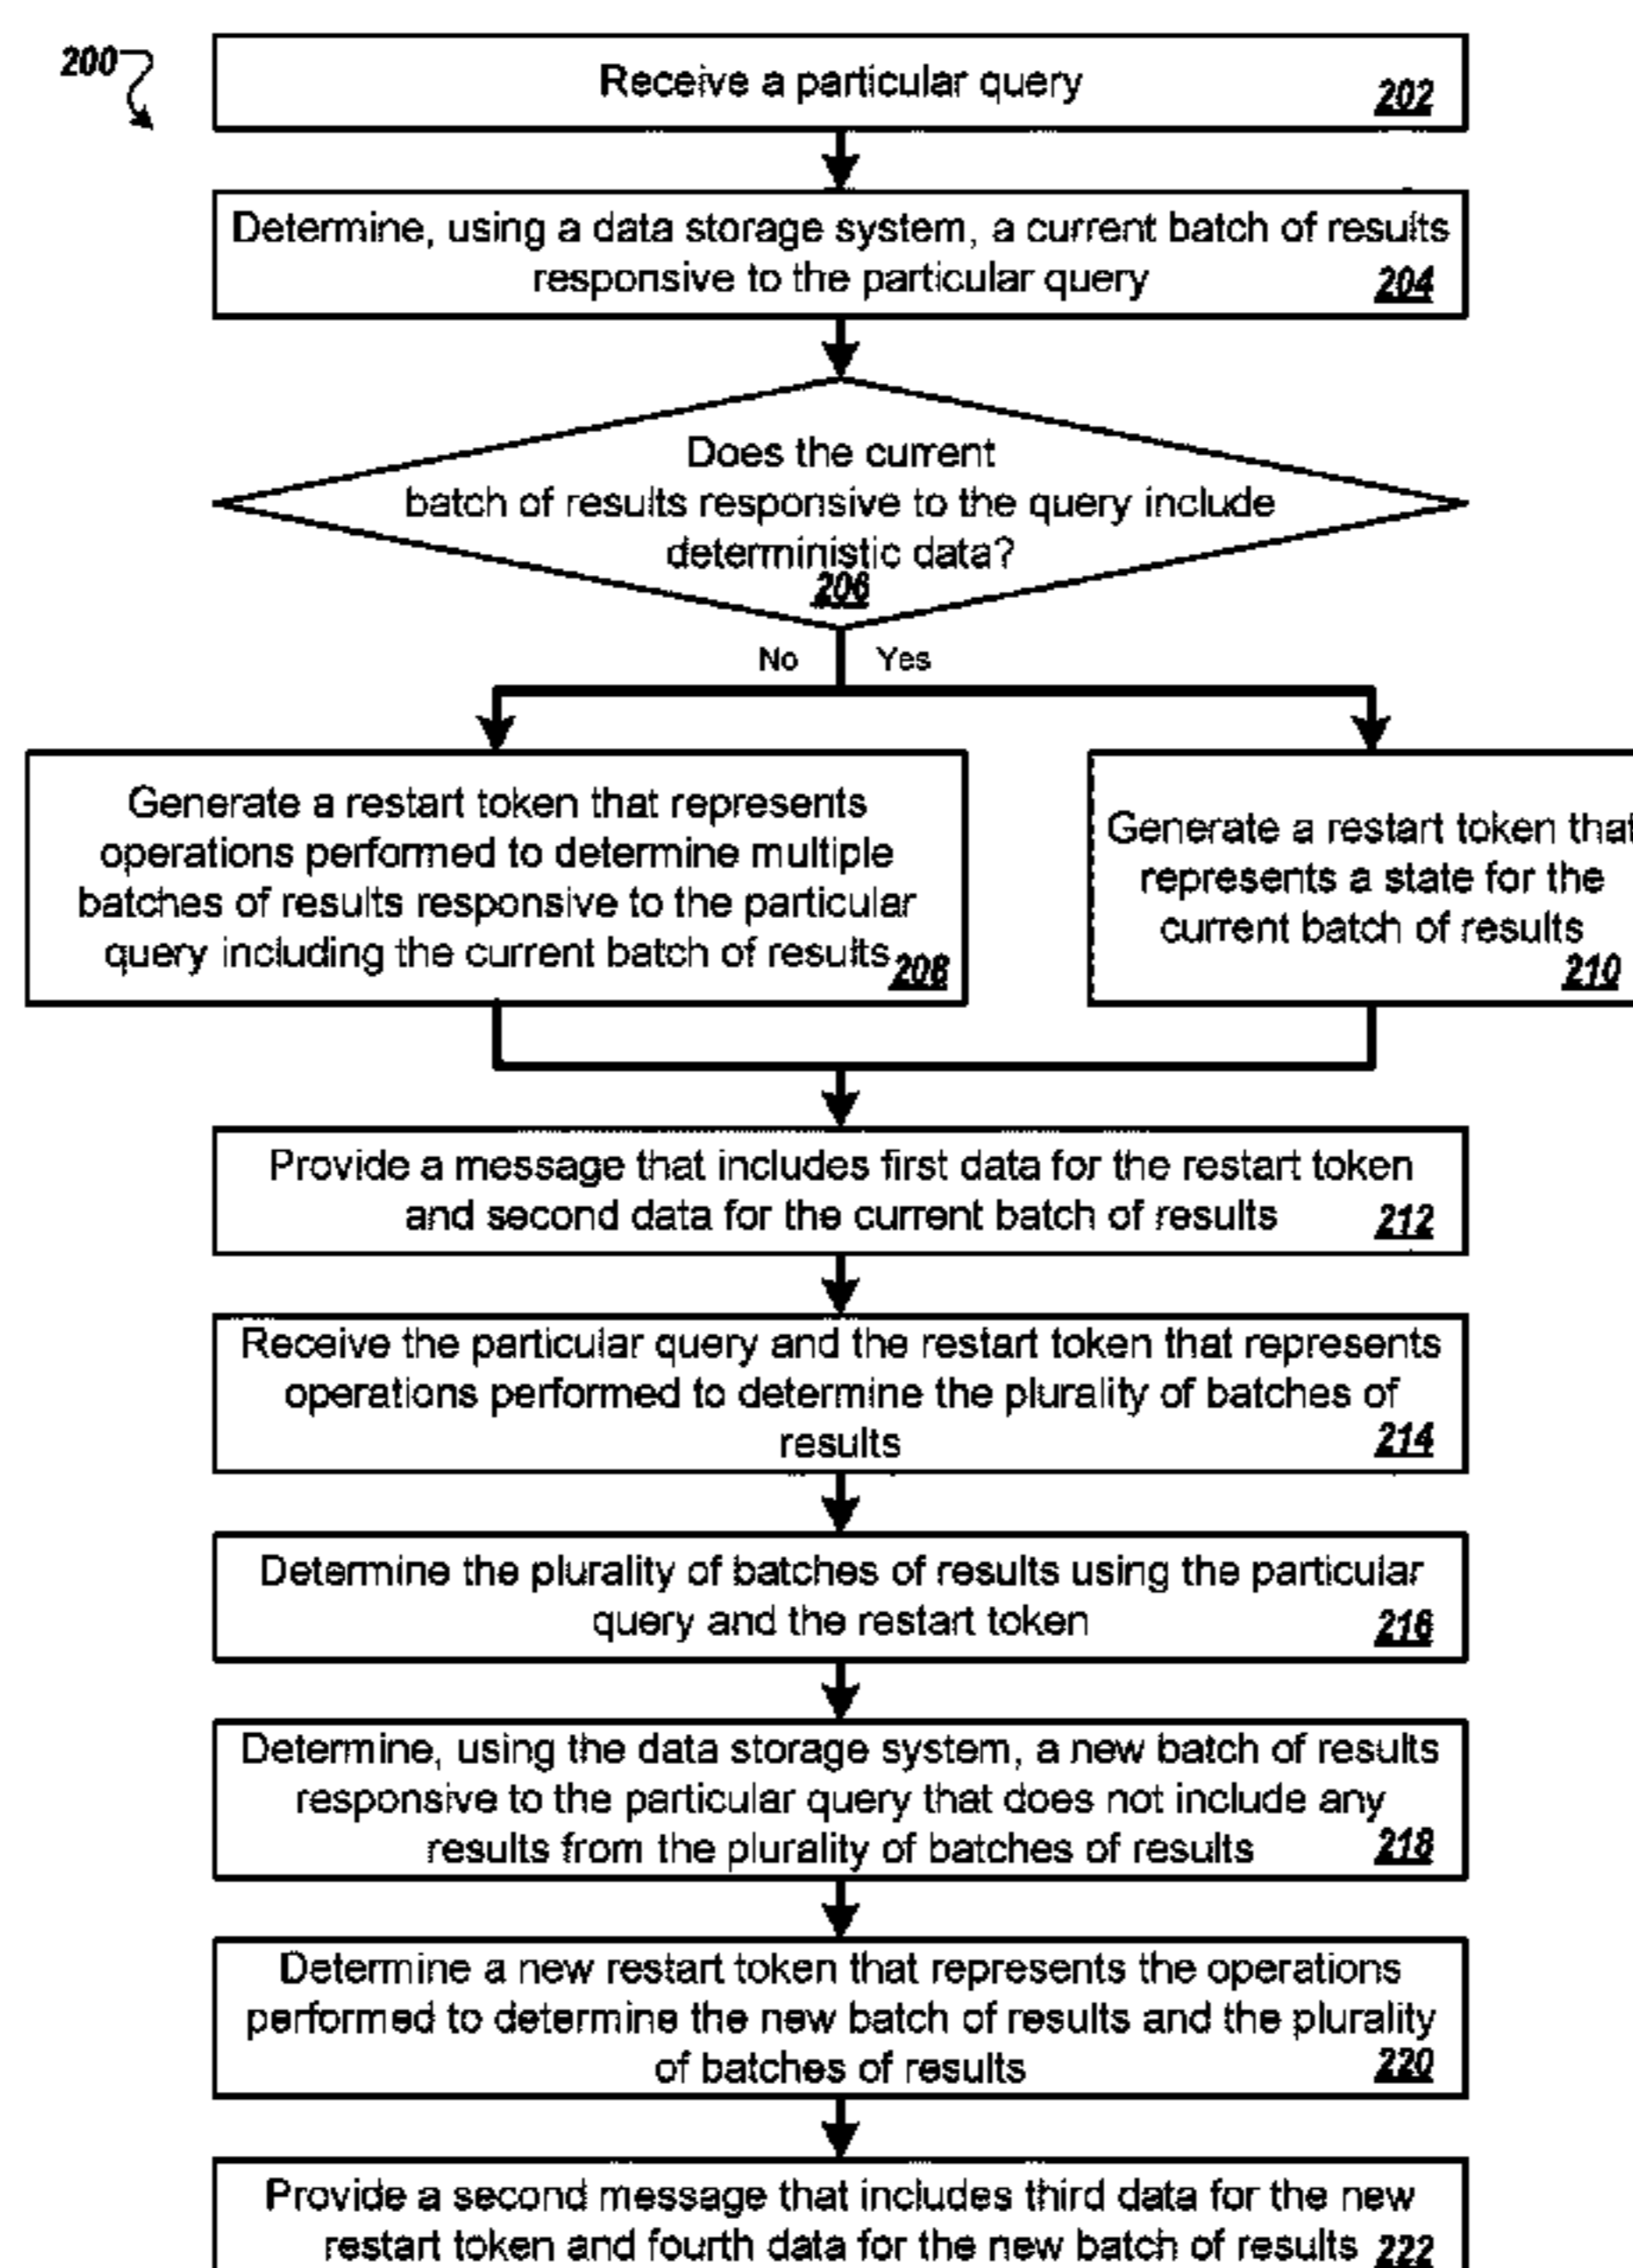 200
Receive a particular query
202
Determine, using a data storage system, a current batch of results
responsive to the particular query
204
Does the current
batch of results responsive to the query include
deterministic data?
206
No
Yes
Generate a restart token that represents
operations performed to determine multiple
batches of results responsive to the particular
query including the current batch of results
208
Generate a restart token that
represents a state for the
current batch of results
210
Provide a message that includes first data for the restart token
and second data for the current batch of results
212
Receive the particular query and the restart token that represents
operations performed to determine the plurality of batches of
results
214
Determine the plurality of batches of results using the particular
query and the restart token
216
Determine, using the data storage system, a new batch of results
responsive to the particular query that does not include any
results from the plurality of batches of results
218
Determine a new restart token that represents the operations
performed to determine the new batch of results and the plurality
of batches of results
220
Provide a second message that includes third data for the new
restart token and fourth data for the new batch of results
222